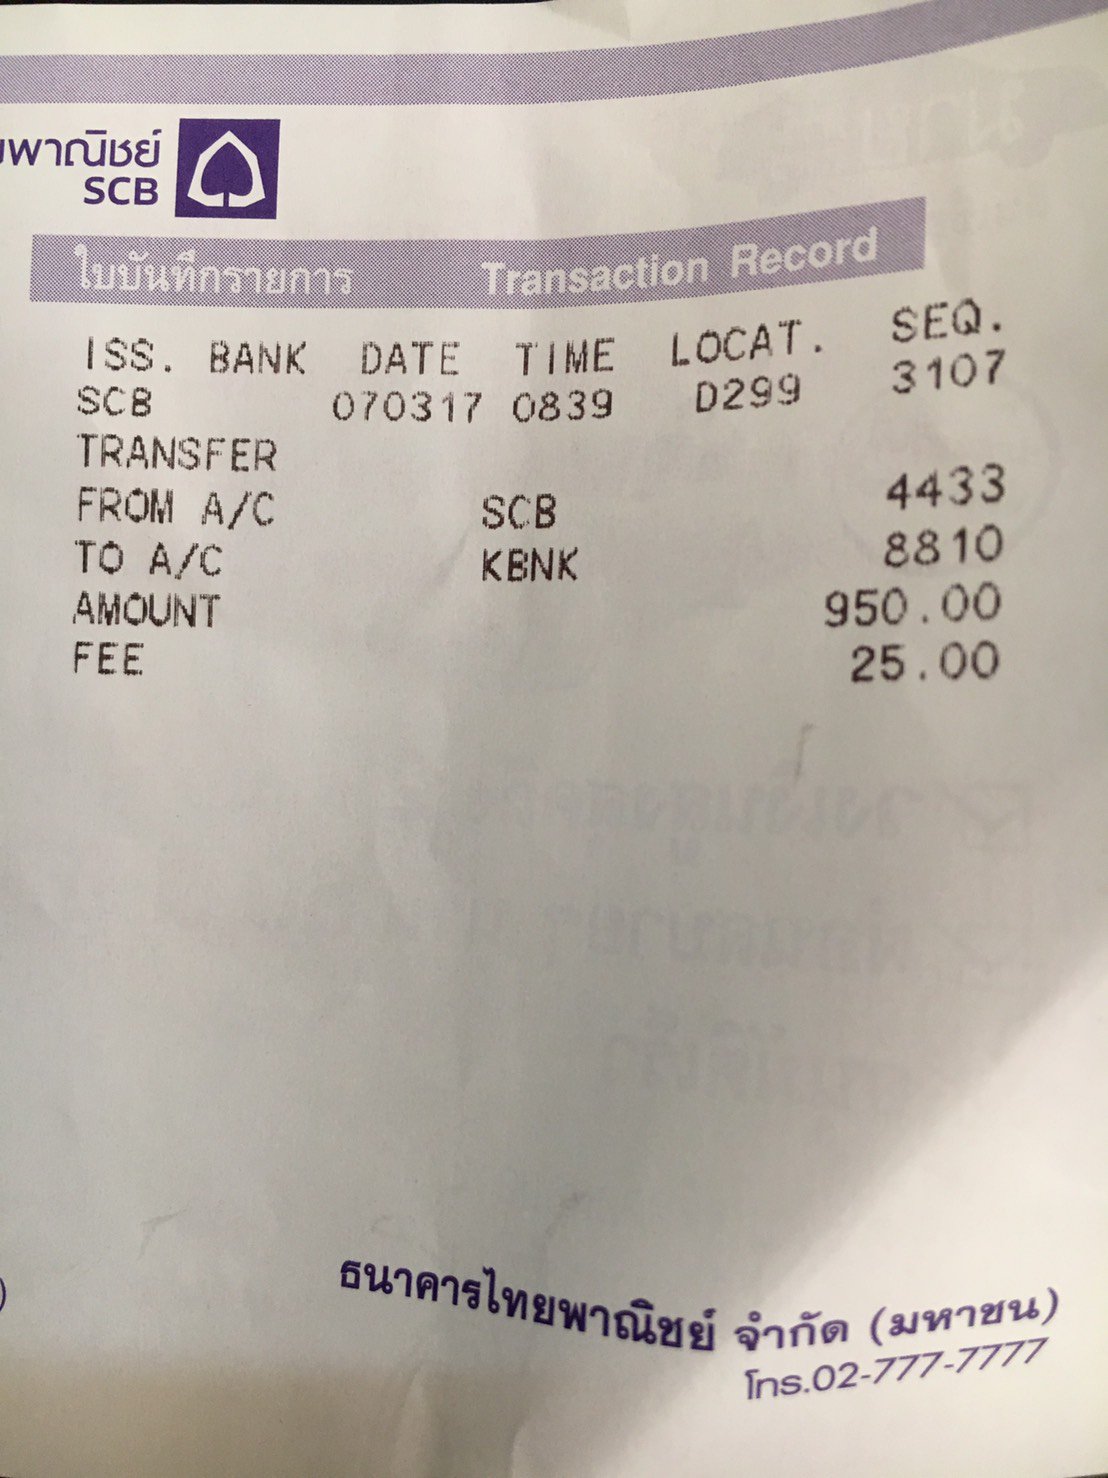 พาณิชย์
SCB
ใบบันทึกรายการ Transaction Record
ISS. BANK DATE TIME LOCAT. SEQ.
SCB 070317 0839 D299 3107
TRANSFER
FROM A/C SCB 4433
TO A/C KBNK 8810
AMOUNT 950.00
FEE 25.00
ธนาคารไทยพาณิชย์ จำกัด (มหาชน)
โทร.02-777-7777